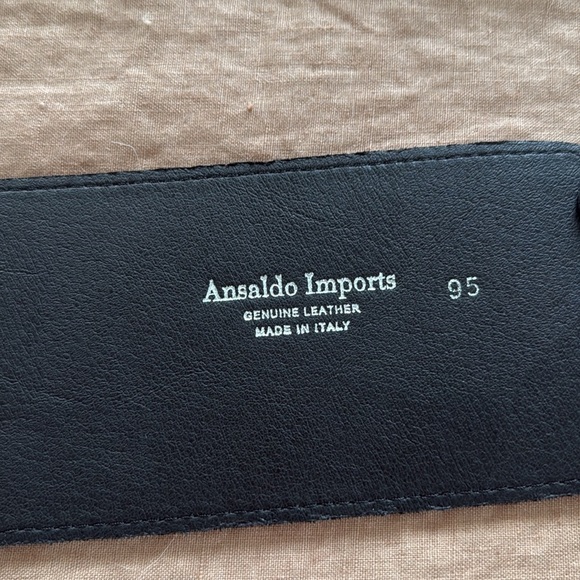 Ansaldo Imports
GENUINE LEATHER
MADE IN ITALY
95